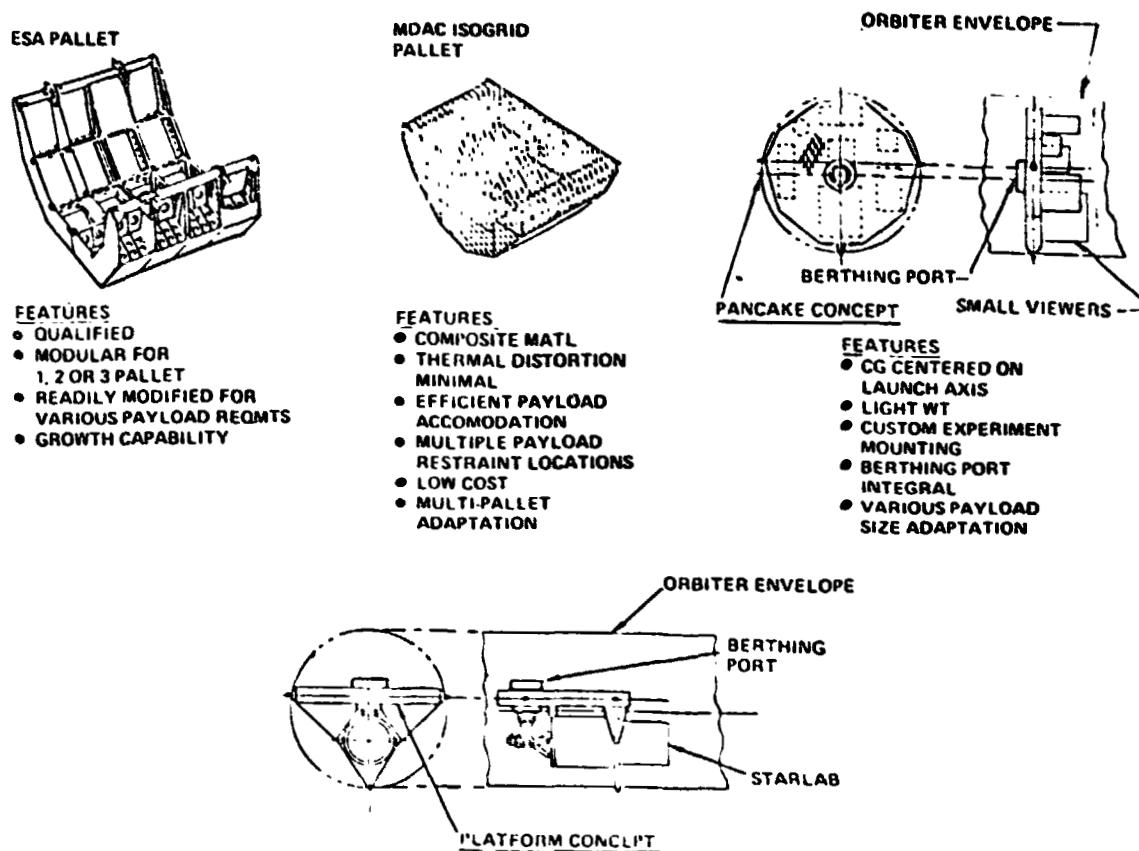 ESA PALLET
FEATURES
• QUALIFIED
• MODULAR FOR
1, 2 OR 3 PALLET
• READILY MODIFIED FOR
VARIOUS PAYLOAD REQMTS
• GROWTH CAPABILITY
MDAC ISOGRID
PALLET
FEATURES
• COMPOSITE MATL
• THERMAL DISTORTION
MINIMAL
• EFFICIENT PAYLOAD
ACCOMODATION
• MULTIPLE PAYLOAD
RESTRAINT LOCATIONS
• LOW COST
• MULTI-PALLET
ADAPTATION
ORBITER ENVELOPE
BERTHING PORT
PANCAKE CONCEPT
SMALL VIEWERS
FEATURES
• CG CENTERED ON
LAUNCH AXIS
• LIGHT WT
• CUSTOM EXPERIMENT
MOUNTING
• BERTHING PORT
INTEGRAL
• VARIOUS PAYLOAD
SIZE ADAPTATION
ORBITER ENVELOPE
BERTHING
PORT
STARLAB
PLATFORM CONCEPT